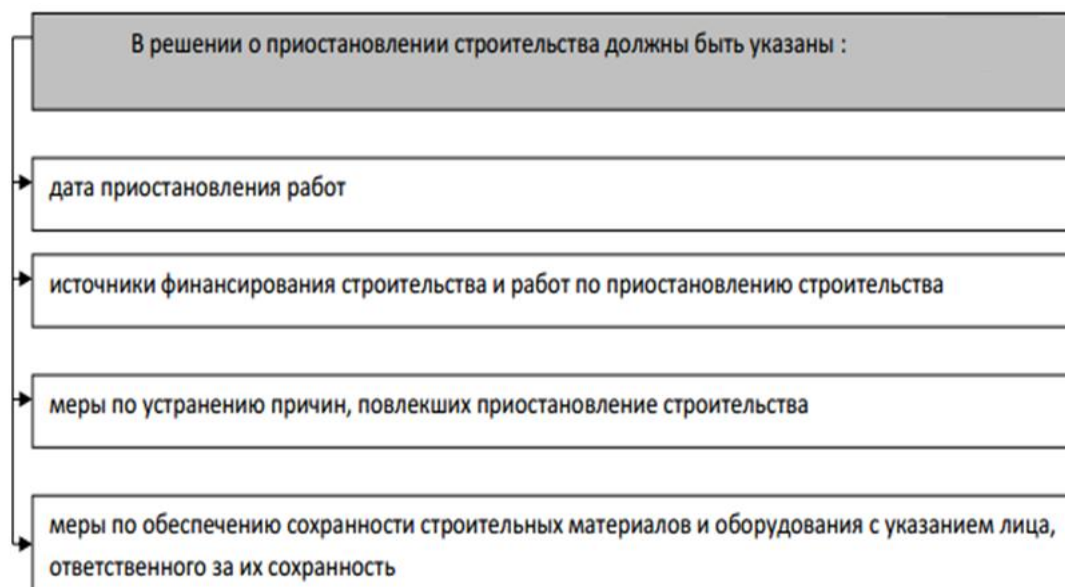 В решении о приостановлении строительства должны быть указаны :
дата приостановления работ
источники финансирования строительства и работ по приостановлению строительства
меры по устранению причин, повлекших приостановление строительства
меры по обеспечению сохранности строительных материалов и оборудования с указанием лица,
ответственного за их сохранность